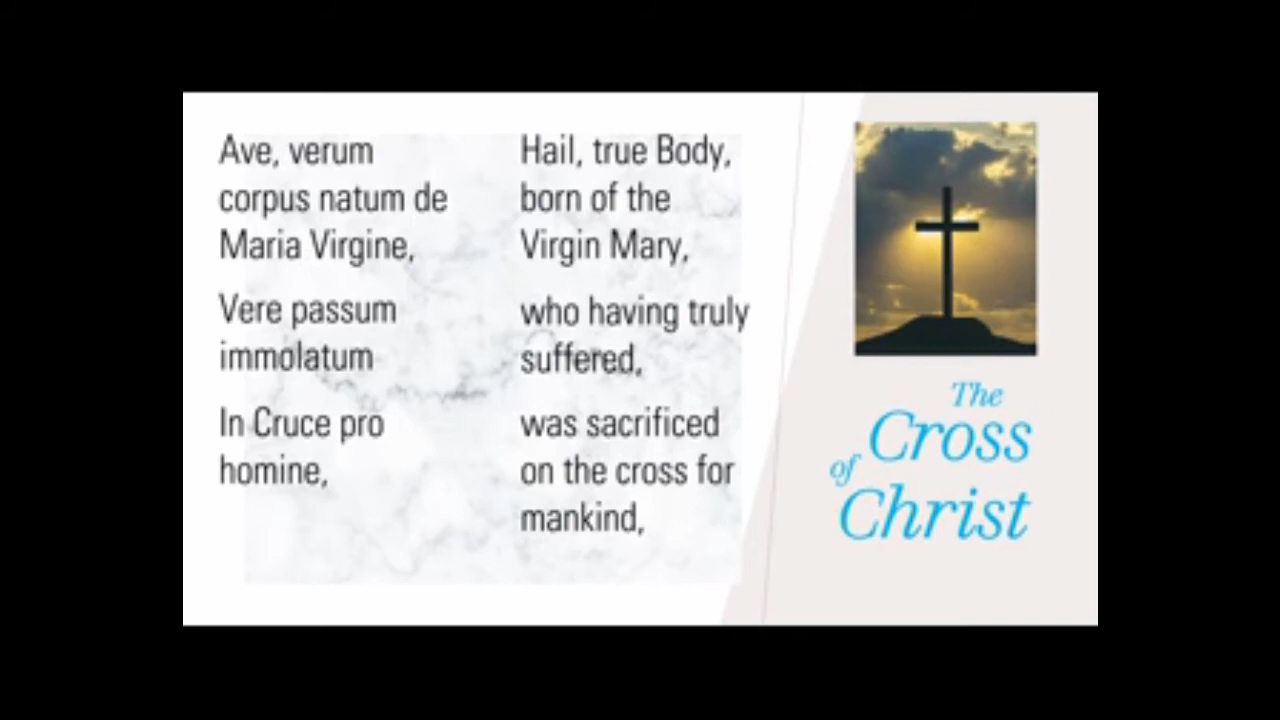 Ave, verum
corpus natum de
Maria Virgine,
Vere passum
immolatum
In Cruce pro
homine,
Hail, true Body,
born of the
Virgin Mary,
who having truly
suffered,
was sacrificed
on the cross for
mankind,
The
Cross
of
Christ